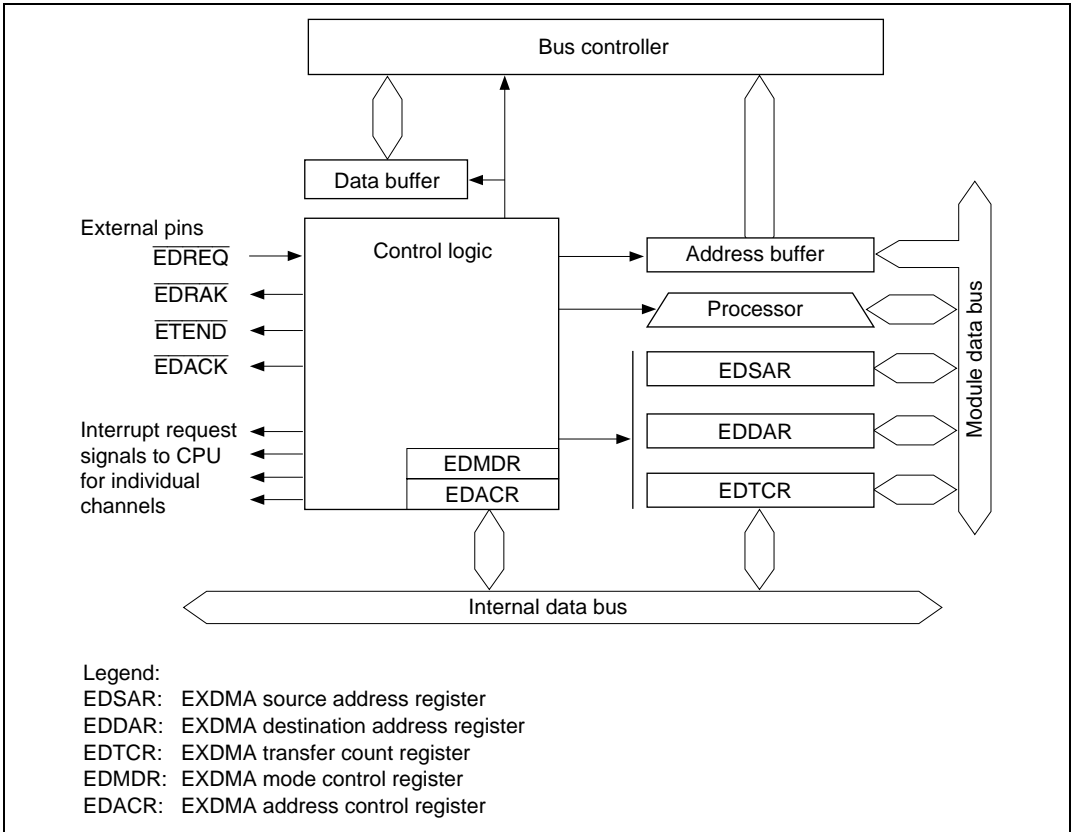 Bus controller
Data buffer
External pins
EDREQ
EDRAK
ETEND
EDACK
Interrupt request
signals to CPU
for individual
channels
Control logic
EDMDR
EDACR
Address buffer
Processor
EDSAR
EDDAR
EDTCR
Module data bus
Internal data bus
Legend:
EDSAR: EXDMA source address register
EDDAR: EXDMA destination address register
EDTCR: EXDMA transfer count register
EDMDR: EXDMA mode control register
EDACR: EXDMA address control register